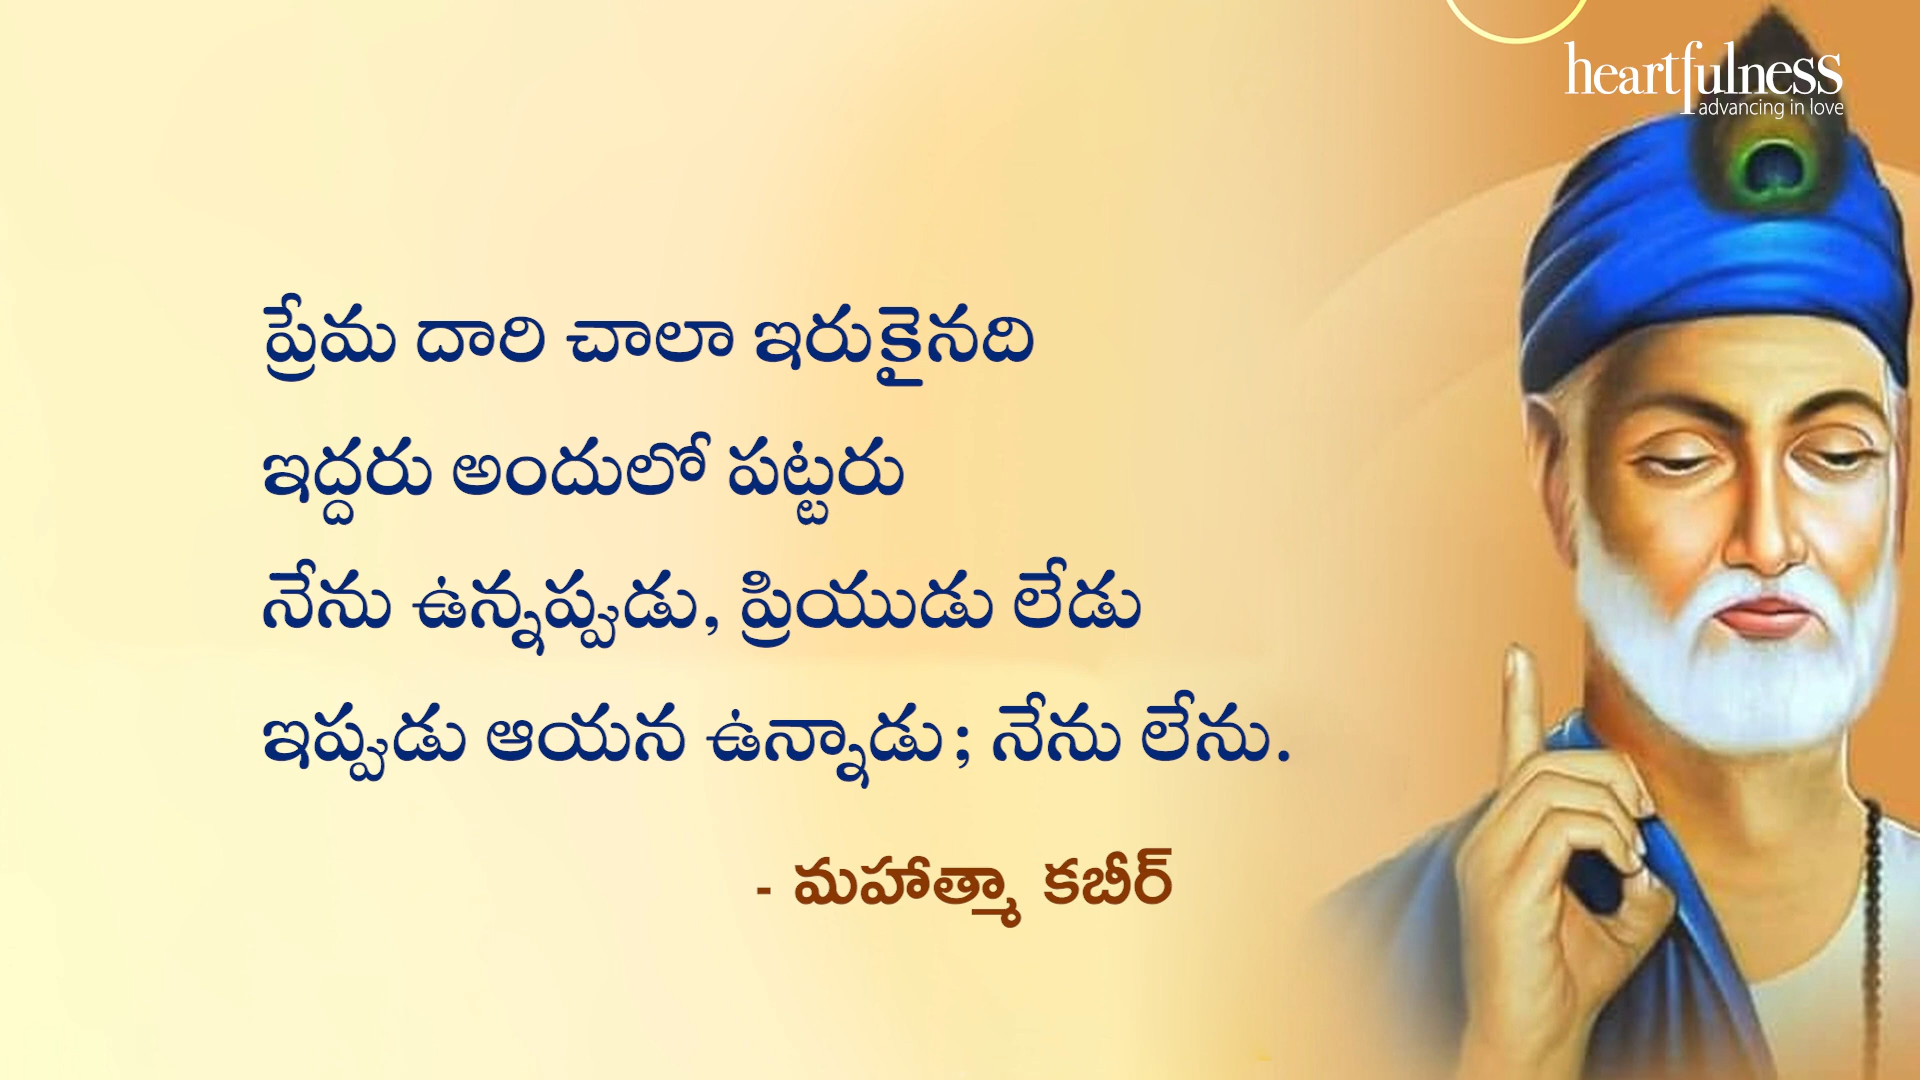 heartfulness
advancing in love
ప్రేమ దారి చాలా ఇరుకైనది
ఇద్దరు అందులో పట్టరు
నేను ఉన్నప్పుడు, ప్రియుడు లేడు
ఇప్పుడు ఆయన ఉన్నాడు; నేను లేను.
- మహాత్మా కబీర్